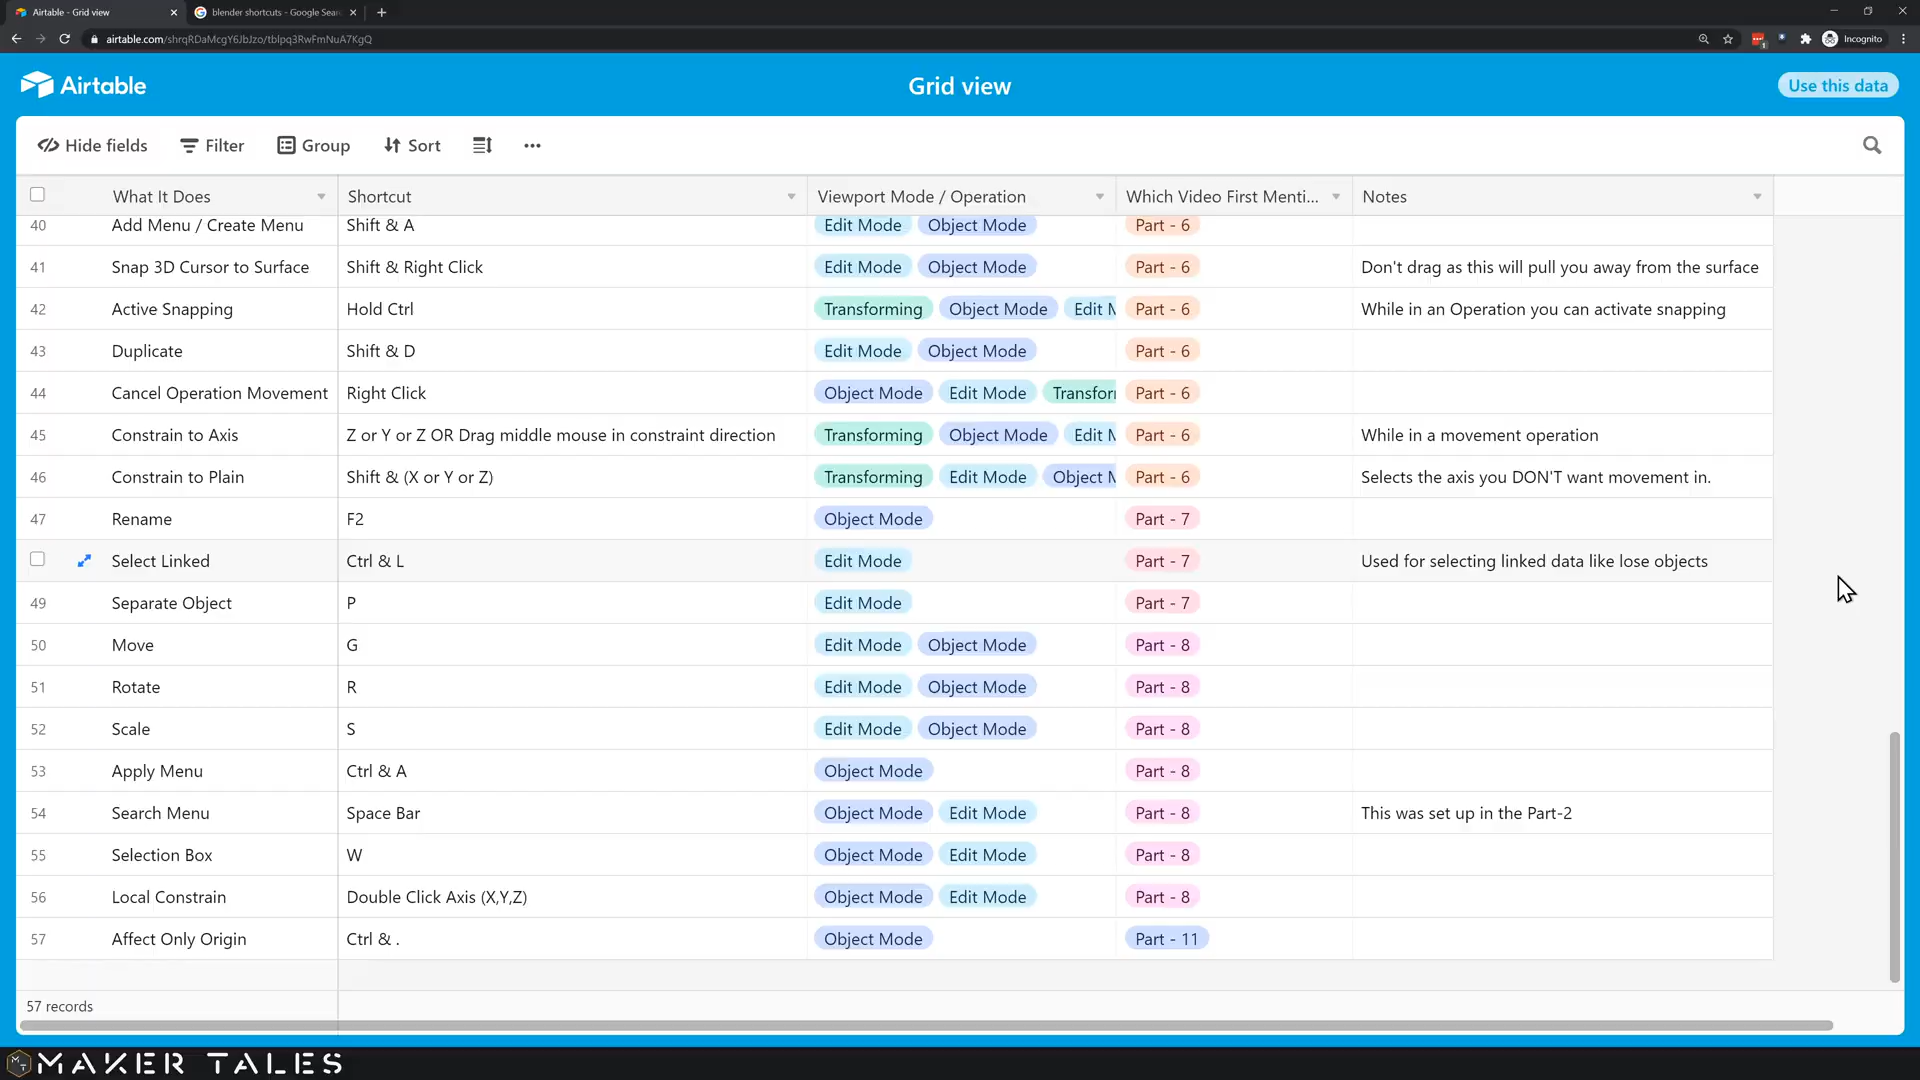 Airtable - Grid view
blender shortcuts - Google Sear
airtable.com/shrqRDaMcgY6JbJzo/tblpq3RwFmNuA7KgQ
Incognito
Airtable
Grid view
Use this data
Hide fields Filter Group Sort
What It Does Shortcut Viewport Mode / Operation Which Video First Menti... Notes
40 Add Menu / Create Menu Shift & A Edit Mode Object Mode Part - 6
41 Snap 3D Cursor to Surface Shift & Right Click Edit Mode Object Mode Part - 6 Don't drag as this will pull you away from the surface
42 Active Snapping Hold Ctrl Transforming Object Mode Edit M Part - 6 While in an Operation you can activate snapping
43 Duplicate Shift & D Edit Mode Object Mode Part - 6
44 Cancel Operation Movement Right Click Object Mode Edit Mode Transfor Part - 6
45 Constrain to Axis Z or Y or Z OR Drag middle mouse in constraint direction Transforming Object Mode Edit M Part - 6 While in a movement operation
46 Constrain to Plain Shift & (X or Y or Z) Transforming Edit Mode Object M Part - 6 Selects the axis you DON'T want movement in.
47 Rename F2 Object Mode Part - 7
Select Linked Ctrl & L Edit Mode Part - 7 Used for selecting linked data like lose objects
49 Separate Object P Edit Mode Part - 7
50 Move G Edit Mode Object Mode Part - 8
51 Rotate R Edit Mode Object Mode Part - 8
52 Scale S Edit Mode Object Mode Part - 8
53 Apply Menu Ctrl & A Object Mode Part - 8
54 Search Menu Space Bar Object Mode Edit Mode Part - 8 This was set up in the Part-2
55 Selection Box W Object Mode Edit Mode Part - 8
56 Local Constrain Double Click Axis (X,Y,Z) Object Mode Edit Mode Part - 8
57 Affect Only Origin Ctrl & . Object Mode Part - 11
57 records
MAKER TALES